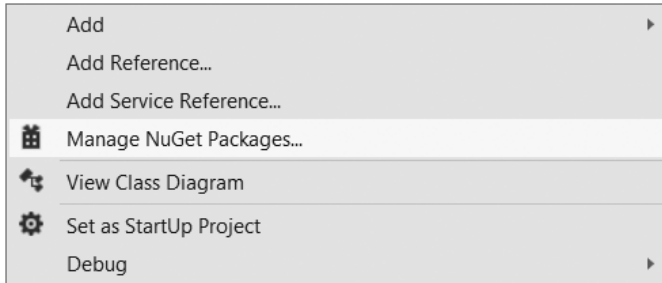 Add
Add Reference...
Add Service Reference...
Manage NuGet Packages...
View Class Diagram
Set as StartUp Project
Debug